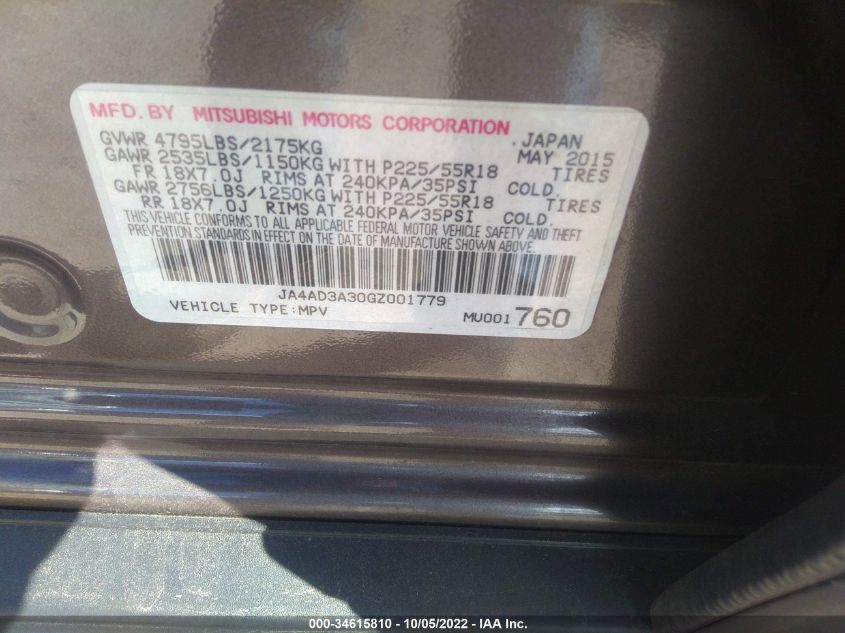 MFD. BY MITSUBISHI MOTORS CORPORATION
GVWR 4795LBS/2175KG . JAPAN
GAWR 2535LBS/1150KG WITH P225/55R18 MAY 2015
FR 18X7.0J RIMS AT 240KPA/35PSI COLD. TIRES
GAWR 2756LBS/1250KG WITH P225/55R18
RR 18X7.0J RIMS AT 240KPA/35PSI COLD. TIRES
THIS VEHICLE CONFORMS TO ALL APPLICABLE FEDERAL MOTOR VEHICLE SAFETY AND THEFT
PREVENTION STANDARDS IN EFFECT ON THE DATE OF MANUFACTURE SHOWN ABOVE.
JA4AD3A30GZ001779
VEHICLE TYPE:MPV MU001760
000-34615810 - 10/05/2022 - IAA Inc.